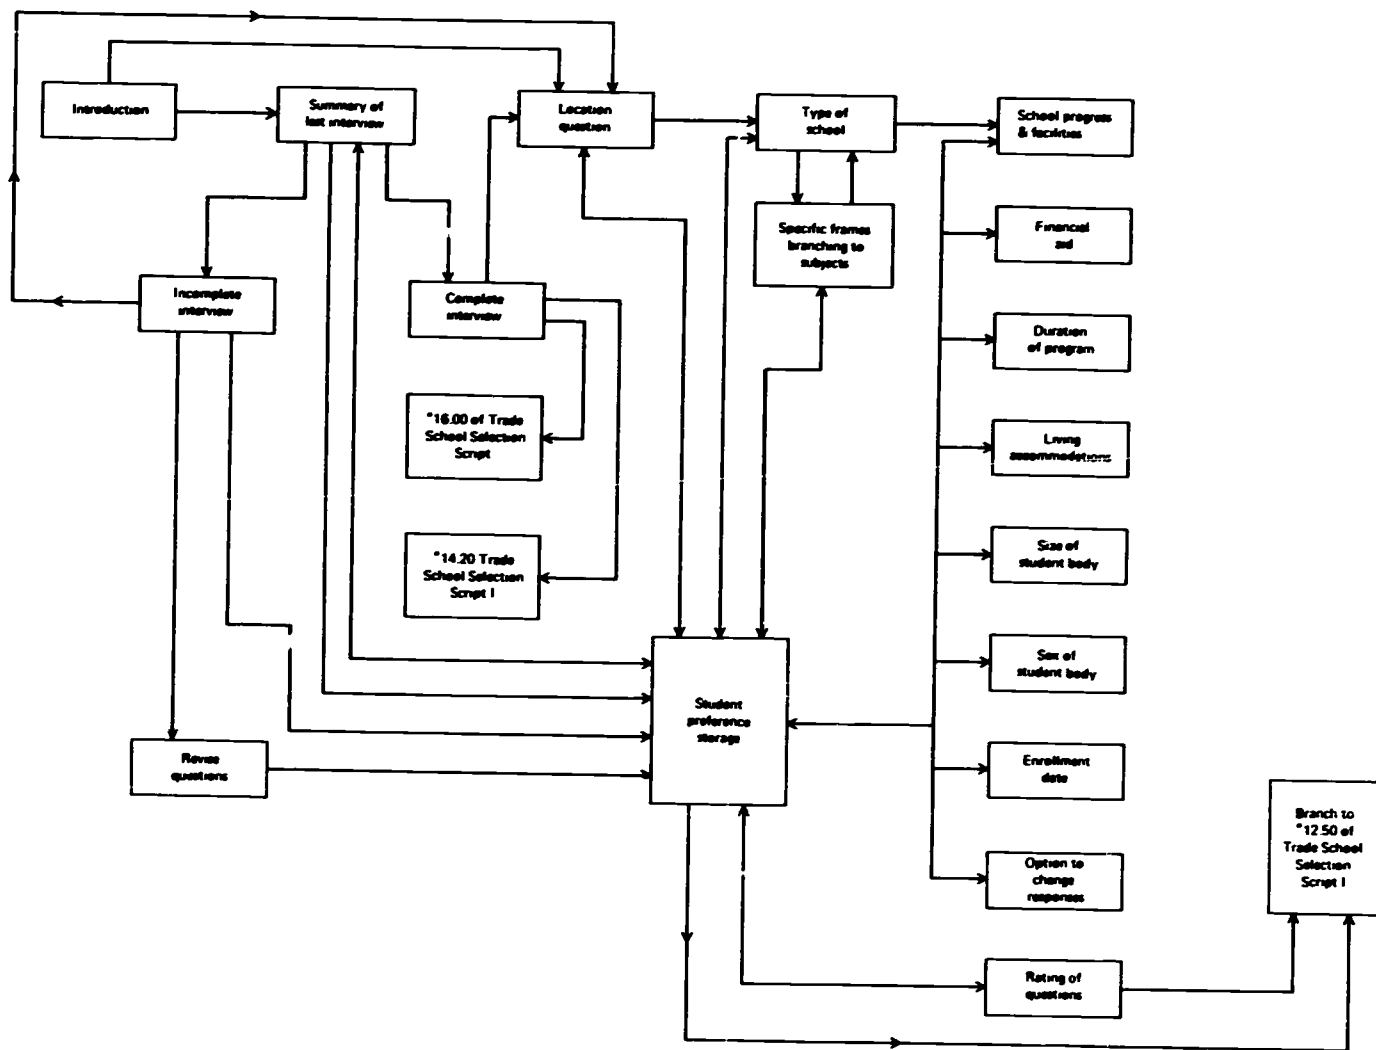 Introduction
Summary of
last interview
Location
question
Type of
school
School progress
& facilities
Specific frames
branching to
subjects
Financial
aid
Incomplete
interview
Complete
interview
Duration
of program
"16.00 of Trade
School Selection
Script
Living
accommodations
"14.20 Trade
School Selection
Script I
Size of
student body
Sex of
student body
Student
preference
storage
Revise
questions
Enrollment
date
Branch to
"12.50 of
Trade School
Selection
Script I
Option to
change
responses
Rating of
questions